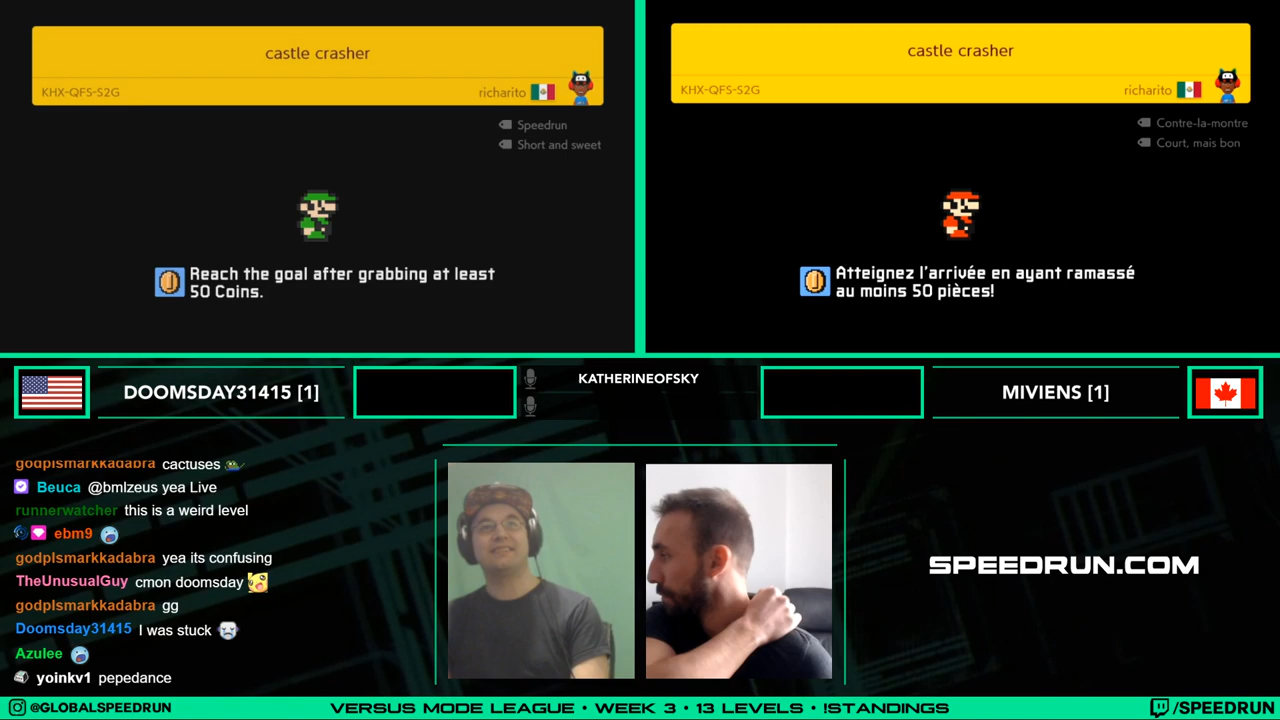 castle crasher
KHX-QFS-S2G
richarito
Speedrun
Short and sweet
Reach the goal after grabbing at least
50 Coins.
castle crasher
KHX-QFS-S2G
richarito
Contre-la-montre
Court, mais bon
Atteignez l'arrivée en ayant ramassé
au moins 50 pièces!
DOOMSDAY31415 [1]
KATHERINEOFSKY
MIVIENS [1]
godplsmarkkadabra cactuses
Beuca @bmlzeus yea Live
runnerwatcher this is a weird level
ebm9
godplsmarkkadabra yea its confusing
TheUnusualGuy cmon doomsday
godplsmarkkadabra gg
Doomsday31415 I was stuck
Azulee
yoinkv1 pepedance
SPEEDRUN.COM
@GLOBALSPEEDRUN
VERSUS MODE LEAGUE • WEEK 3 • 13 LEVELS • !STANDINGS
/SPEEDRUN